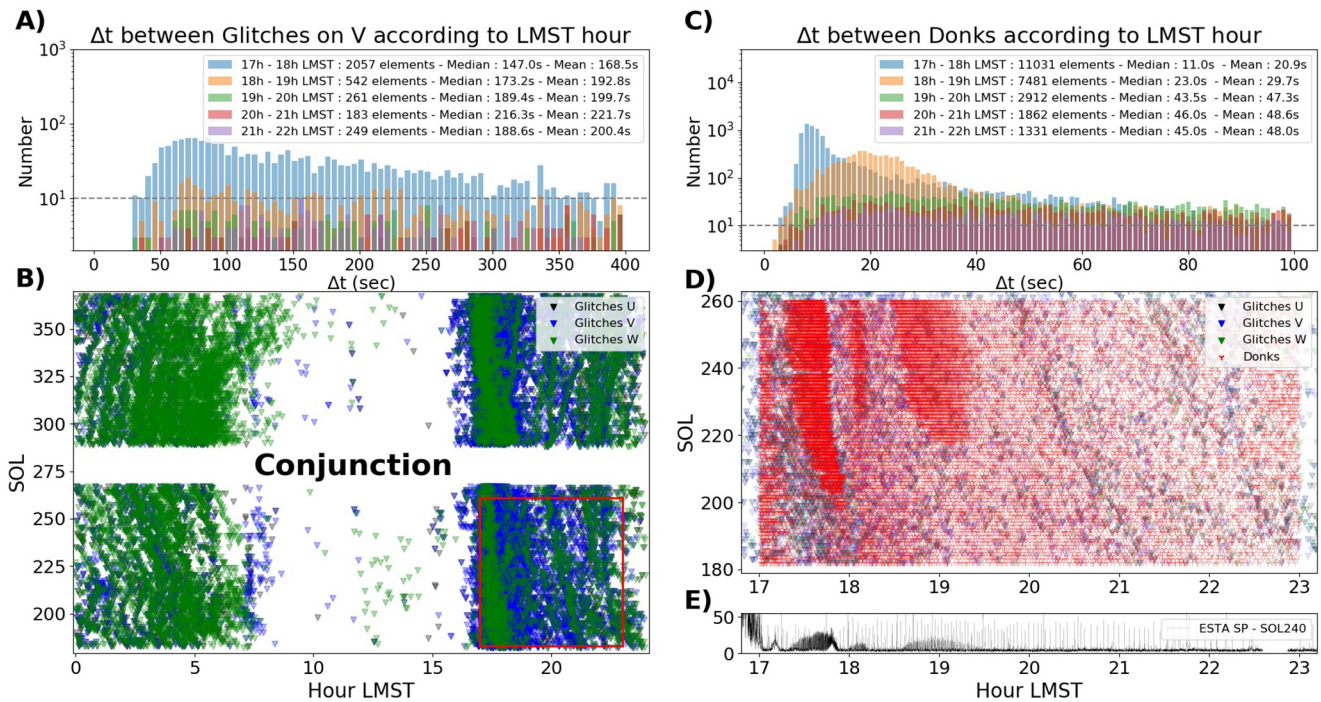 A)
Δt between Glitches on V according to LMST hour
17h - 18h LMST : 2057 elements - Median : 147.0s - Mean : 168.5s
18h - 19h LMST : 542 elements - Median : 173.2s - Mean : 192.8s
19h - 20h LMST : 261 elements - Median : 189.4s - Mean : 199.7s
20h - 21h LMST : 183 elements - Median : 216.3s - Mean : 221.7s
21h - 22h LMST : 249 elements - Median : 188.6s - Mean : 200.4s
10³
10²
10¹
Number
0 50 100 150 200 250 300 350 400
Δt (sec)
B)
Glitches U
Glitches V
Glitches W
Conjunction
350
325
300
275
250
225
200
SOL
0 5 10 15 20
Hour LMST
C)
Δt between Donks according to LMST hour
17h - 18h LMST : 11031 elements - Median : 11.0s - Mean : 20.9s
18h - 19h LMST : 7481 elements - Median : 23.0s - Mean : 29.7s
19h - 20h LMST : 2912 elements - Median : 43.5s - Mean : 47.3s
20h - 21h LMST : 1862 elements - Median : 46.0s - Mean : 48.6s
21h - 22h LMST : 1331 elements - Median : 45.0s - Mean : 48.0s
10⁴
10³
10²
10¹
Number
0 20 40 60 80 100
Δt (sec)
D)
Glitches U
Glitches V
Glitches W
Donks
260
240
220
200
180
SOL
17 18 19 20 21 22 23
E)
ESTA SP - SOL240
50
0
17 18 19 20 21 22 23
Hour LMST